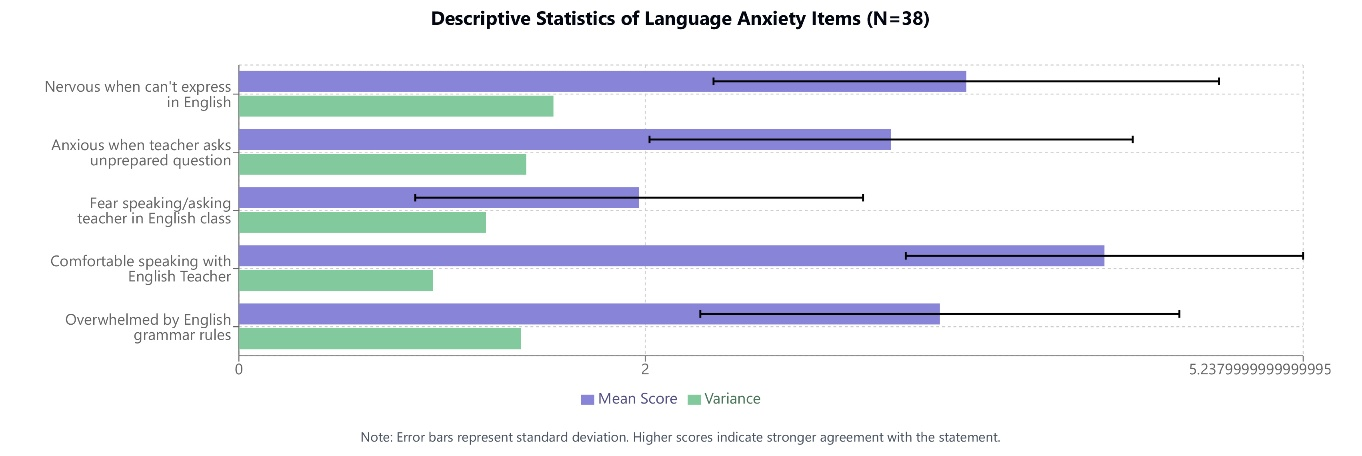 Descriptive Statistics of Language Anxiety Items (N=38)
Nervous when can't express
in English
Anxious when teacher asks
unprepared question
Fear speaking/asking
teacher in English class
Comfortable speaking with
English Teacher
Overwhelmed by English
grammar rules
0 2 5.2379999999999995
Mean Score Variance
Note: Error bars represent standard deviation. Higher scores indicate stronger agreement with the statement.